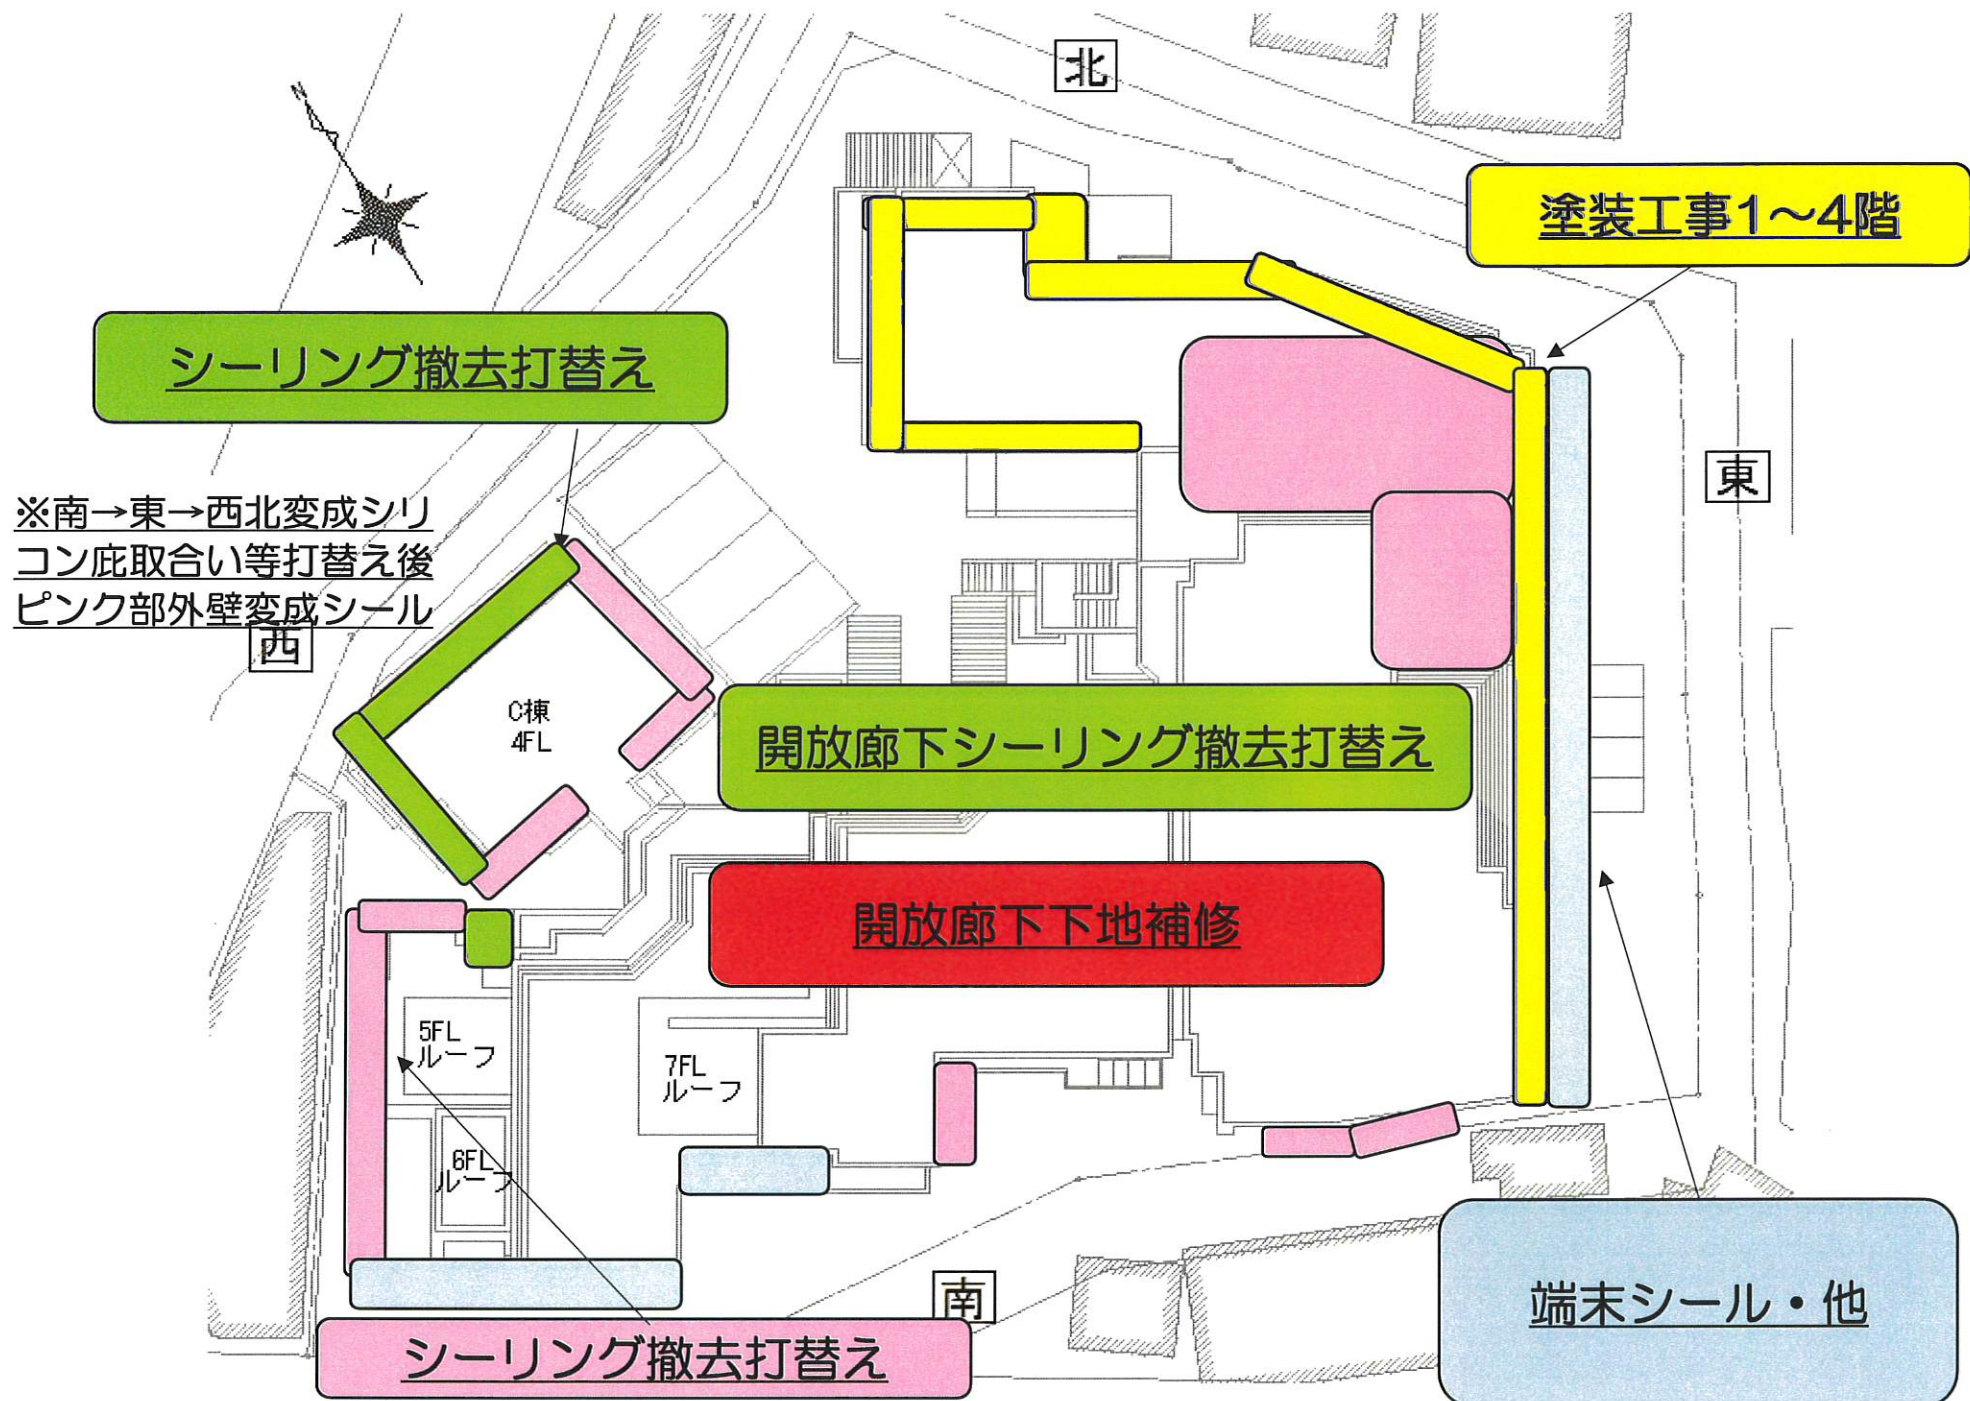 北
N
塗装工事1～4階
シーリング撤去打替え
東
※南→東→西北変成シリ
コン庇取合い等打替え後
ピンク部外壁変成シール
西
C棟
4FL
開放廊下シーリング撤去打替え
開放廊下下地補修
5FL
ルーフ
7FL
ルーフ
6FL
ルーフ
南
端末シール・他
シーリング撤去打替え